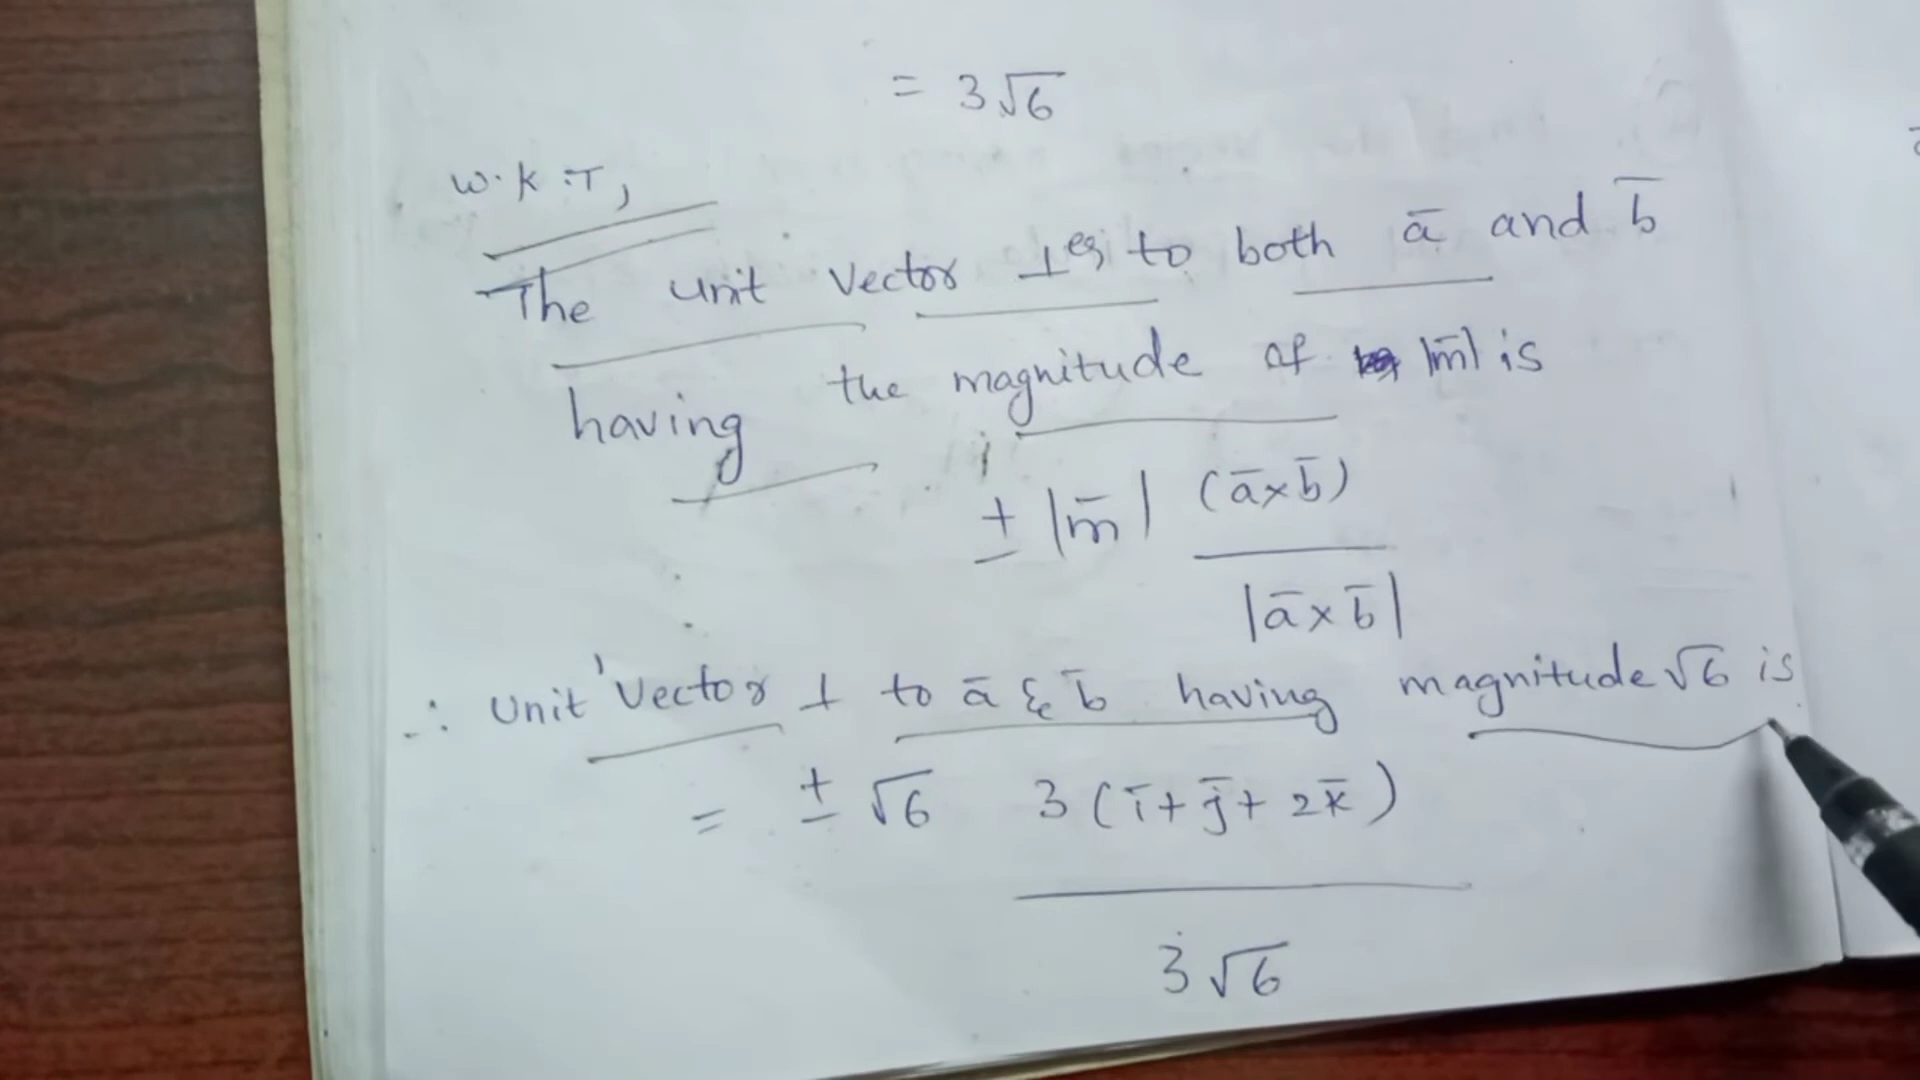 = 3√6
W.K.T,
The unit vector ⊥er to both a̅ and b̅
having the magnitude of |m̅| is
± |m̅| (a̅×b̅)
|a̅×b̅|
∴ Unit vector ⊥ to a̅ & b̅ having magnitude √6 is
= ± √6 3(i̅+j̅+2k̅)
3√6